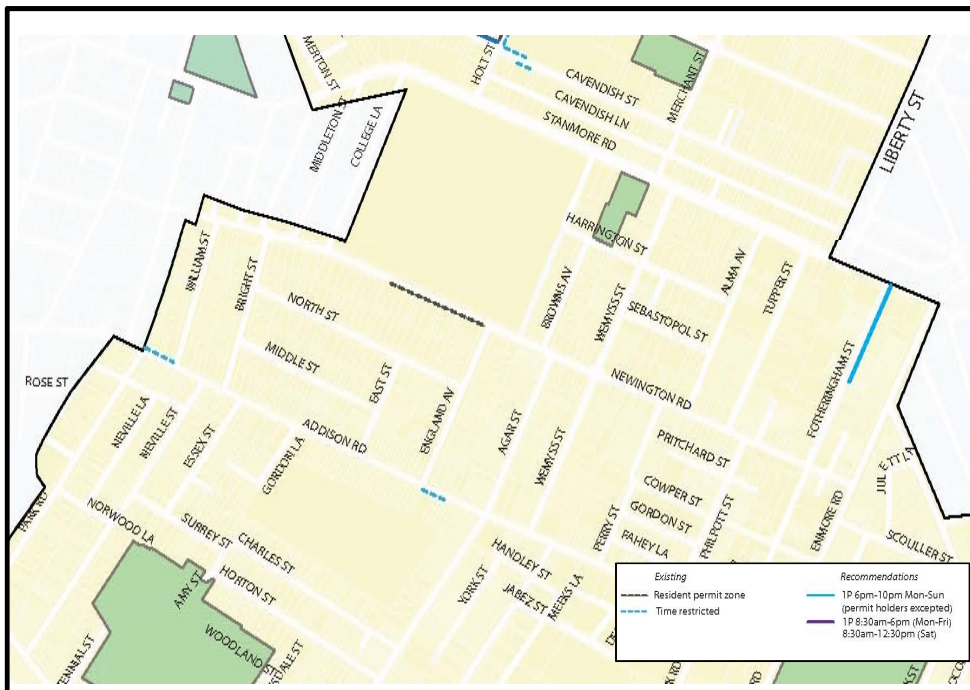 MERTON ST
HOLT ST
MERCHANT ST
CAVENDISH ST
CAVENDISH LN
STANMORE RD
MIDDLETON ST
COLLEGE LA
LIBERTY ST
HARRINGTON ST
WILLIAM ST
BRIGHT ST
NORTH ST
BROWNS AV
WEMYSS ST
SEBASTOPOL ST
ALMA AV
TUPPER ST
MIDDLE ST
EAST ST
ENGLAND AV
AGAR ST
NEWINGTON RD
FOTHERINGHAM ST
ROSE ST
NEVILLE LA
NEVILLE ST
ESSEX ST
GORDON LA
ADDISON RD
WEMYSS ST
PRITCHARD ST
COWPER ST
GORDON ST
FAHEY LA
PERRY ST
PHILPOTT ST
ENMORE RD
JULIETT LA
SCOULLER ST
PARK RD
NORWOOD LA
SURREY ST
CHARLES ST
HORTON ST
AMY ST
WOODLAND ST
YORK ST
HANDLEY ST
JABEZ ST
MEEKS LA
Existing
Resident permit zone
Time restricted
Recommendations
1P 6pm-10pm Mon-Sun
(permit holders excepted)
1P 8:30am-6pm (Mon-Fri)
8:30am-12:30pm (Sat)